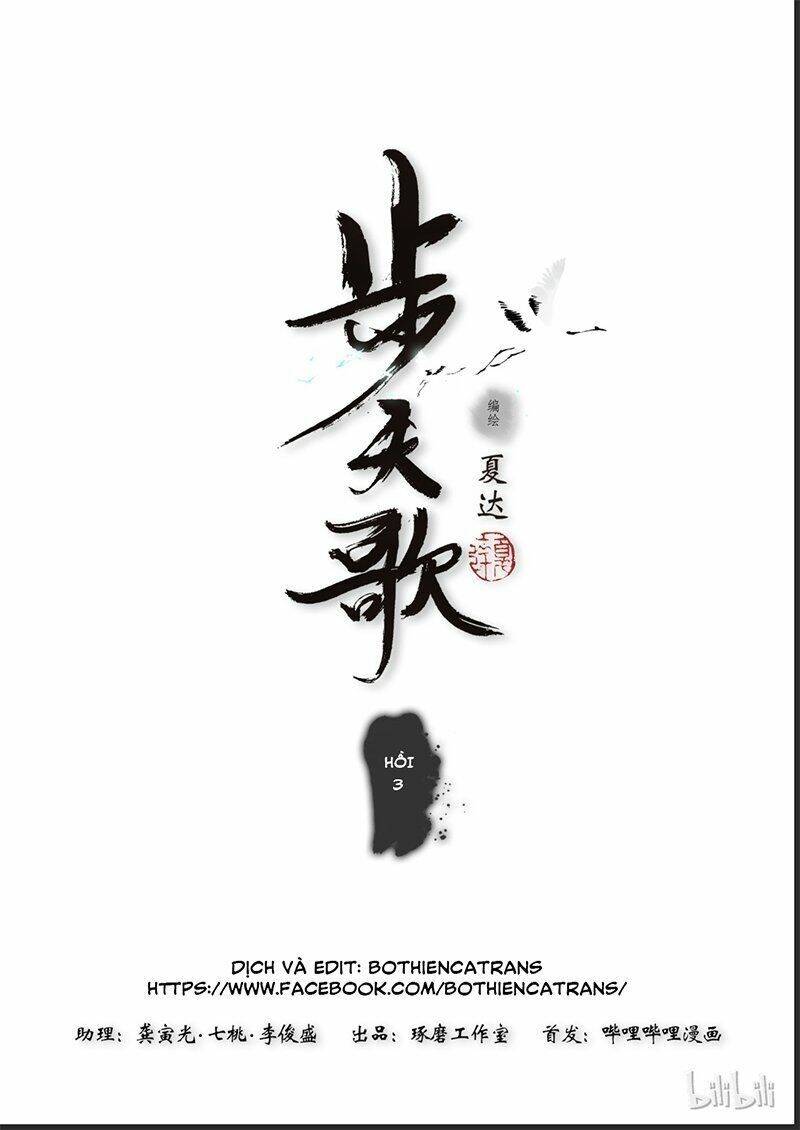 步天歌
编绘
夏达
HỒI
3
DỊCH VÀ EDIT: BOTHIENCATRANS
HTTPS://WWW.FACEBOOK.COM/BOTHIENCATRANS/
助理：龚寅光·七桃·李俊盛 出品：琢磨工作室 首发：哔哩哔哩漫画
bilibili